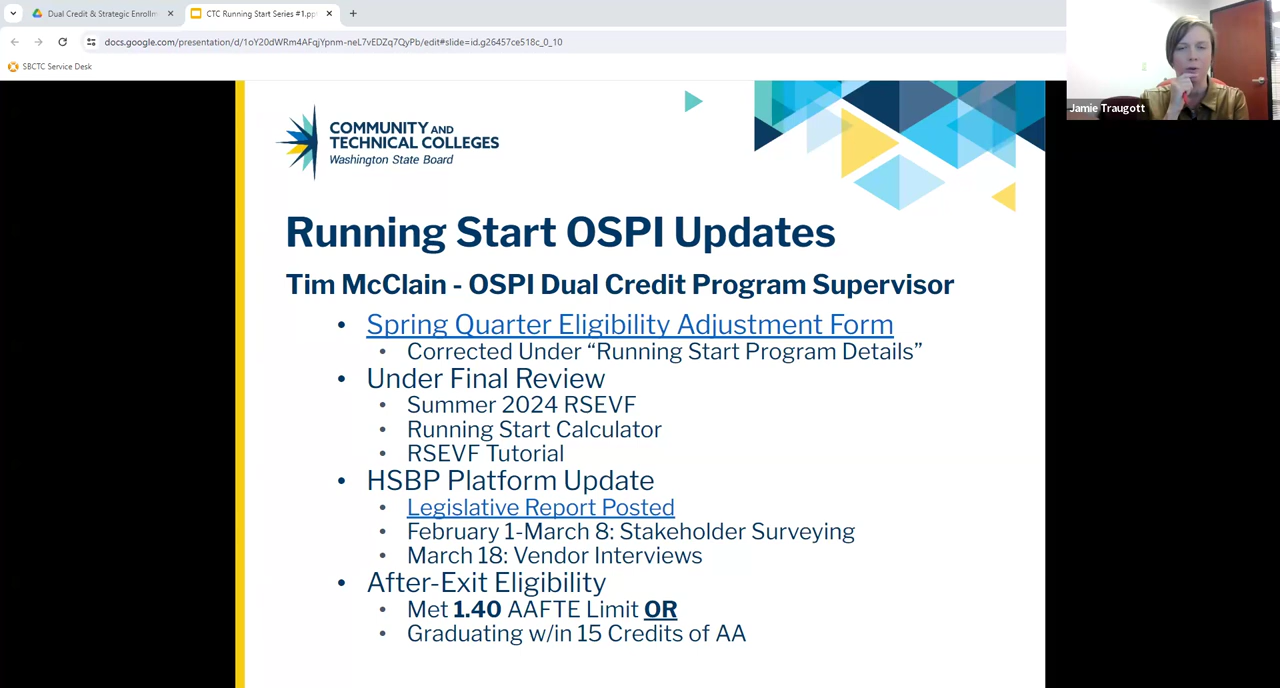 Dual Credit & Strategic Enrollm
CTC Running Start Series #1.pp
docs.google.com/presentation/d/1oY20dWRm4AFqjYpnm-neL7vEDZq7QyPb/edit#slide=id.g26457ce518c_0_10
SBCTC Service Desk
Jamie Traugott
COMMUNITY AND
TECHNICAL COLLEGES
Washington State Board
Running Start OSPI Updates
Tim McClain - OSPI Dual Credit Program Supervisor
• Spring Quarter Eligibility Adjustment Form
• Corrected Under “Running Start Program Details”
• Under Final Review
• Summer 2024 RSEVF
• Running Start Calculator
• RSEVF Tutorial
• HSBP Platform Update
• Legislative Report Posted
• February 1-March 8: Stakeholder Surveying
• March 18: Vendor Interviews
• After-Exit Eligibility
• Met 1.40 AAFTE Limit OR
• Graduating w/in 15 Credits of AA